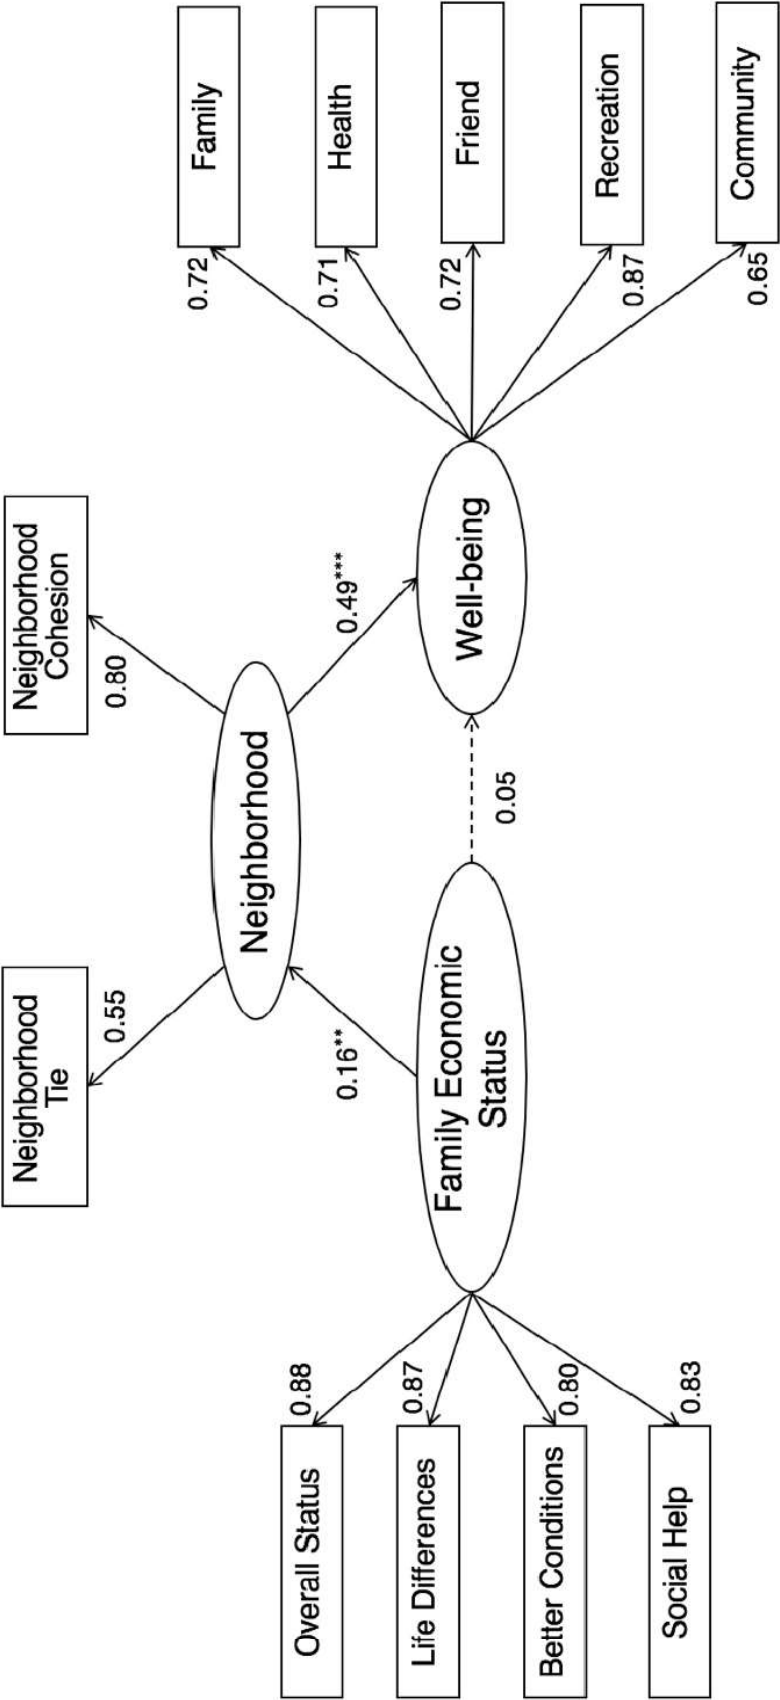 Neighborhood
Tie
Neighborhood
Cohesion
0.55
0.80
Neighborhood
0.16**
0.49***
Overall Status
0.88
Life Differences
0.87
Better Conditions
0.80
Social Help
0.83
Family Economic
Status
0.05
Well-being
0.72
Family
0.71
Health
0.72
Friend
0.87
Recreation
0.65
Community